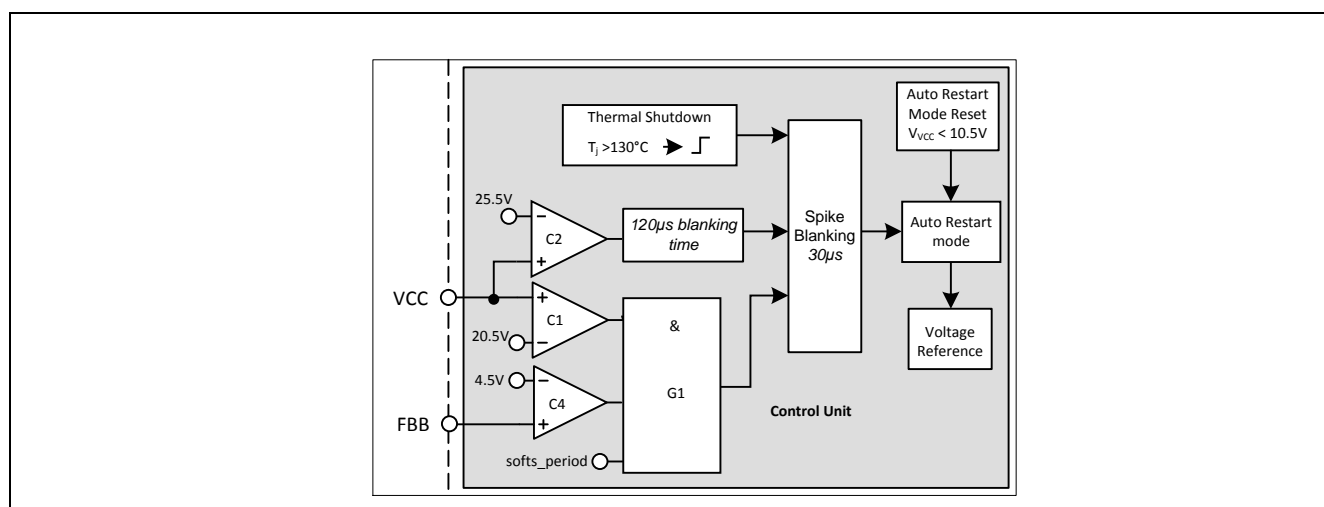 Thermal Shutdown
Tj >130°C
Auto Restart
Mode Reset
VVCC < 10.5V
25.5V
−
C2
+
120µs blanking
time
Spike
Blanking
30µs
Auto Restart
mode
VCC
+
C1
20.5V
−
&
G1
Voltage
Reference
4.5V
−
C4
+
FBB
Control Unit
softs_period